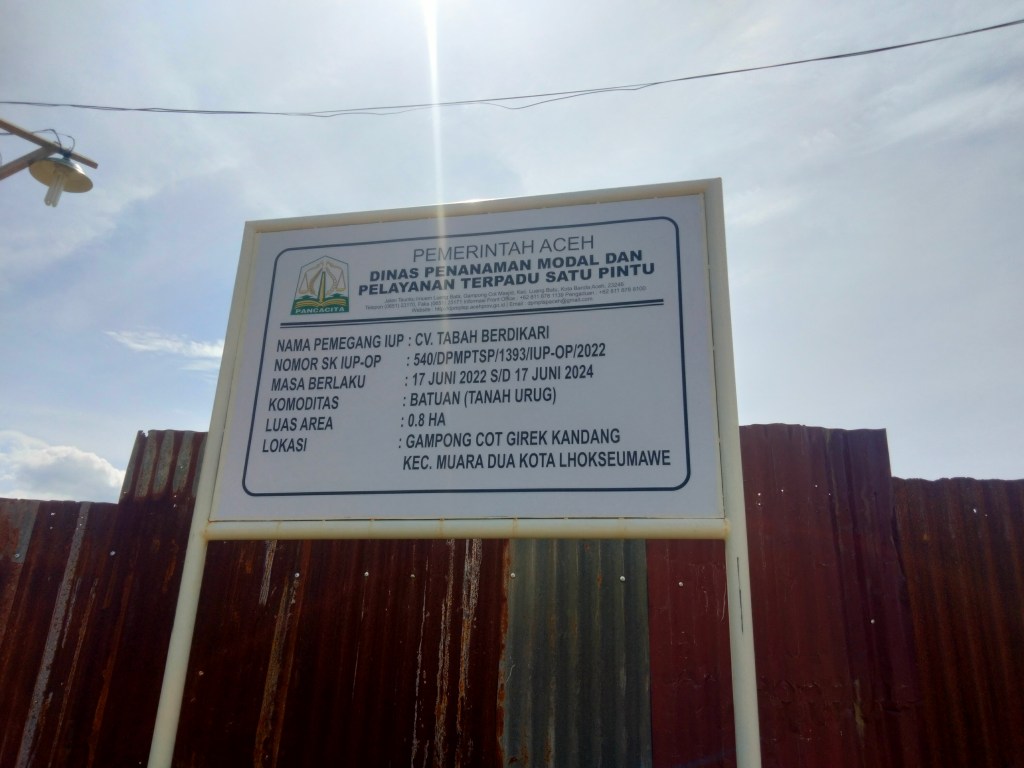 PEMERINTAH ACEH
DINAS PENANAMAN MODAL DAN
PELAYANAN TERPADU SATU PINTU
PANCACITA
NAMA PEMEGANG IUP : CV. TABAH BERDIKARI
NOMOR SK IUP-OP : 540/DPMPTSP/1393/IUP-OP/2022
MASA BERLAKU : 17 JUNI 2022 S/D 17 JUNI 2024
KOMODITAS : BATUAN (TANAH URUG)
LUAS AREA : 0.8 HA
LOKASI : GAMPONG COT GIREK KANDANG
KEC. MUARA DUA KOTA LHOKSEUMAWE